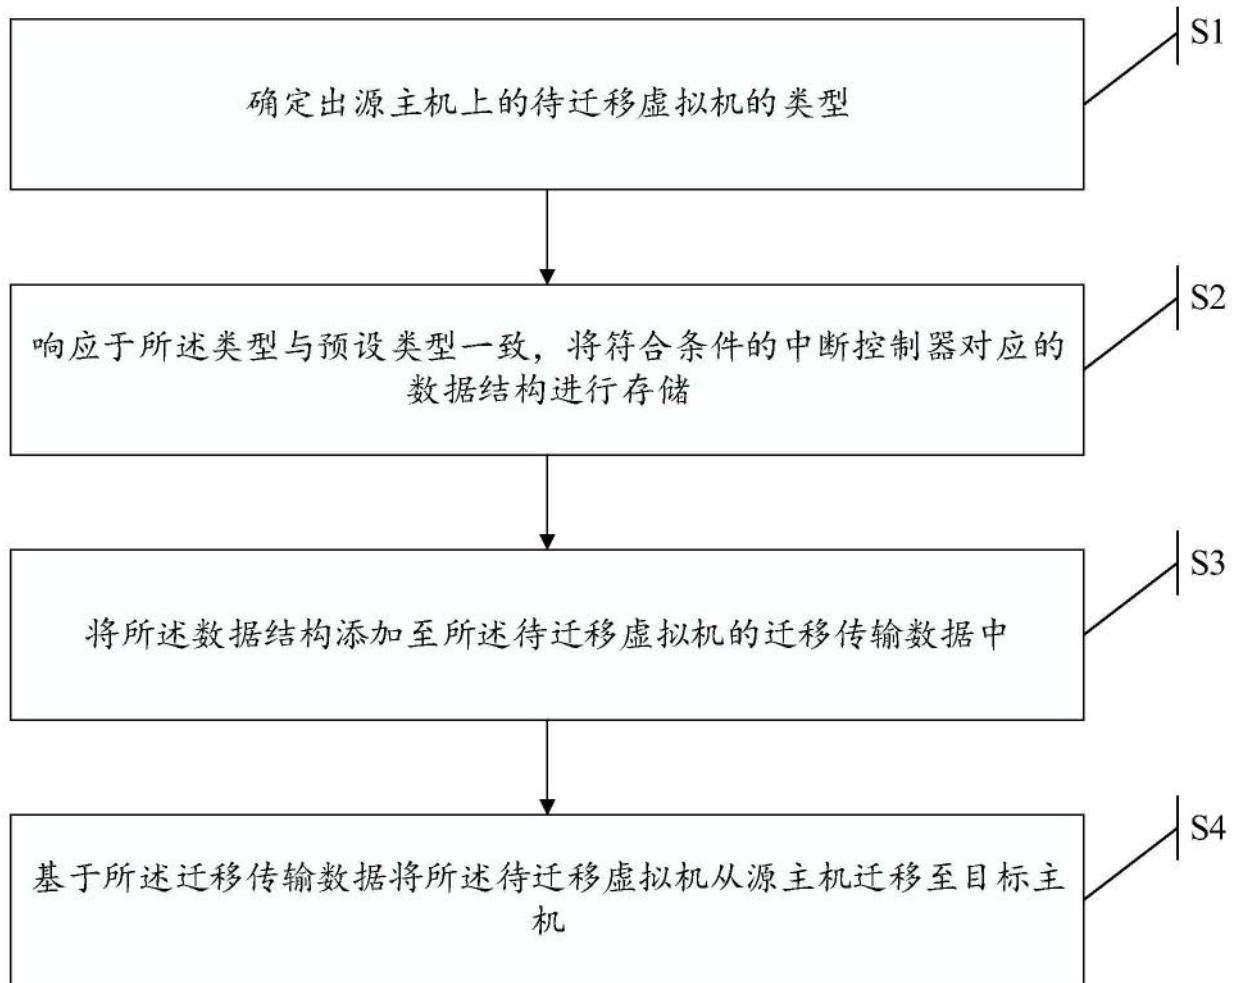 S1
确定出源主机上的待迁移虚拟机的类型
S2
响应于所述类型与预设类型一致，将符合条件的中断控制器对应的
数据结构进行存储
S3
将所述数据结构添加至所述待迁移虚拟机的迁移传输数据中
S4
基于所述迁移传输数据将所述待迁移虚拟机从源主机迁移至目标主
机